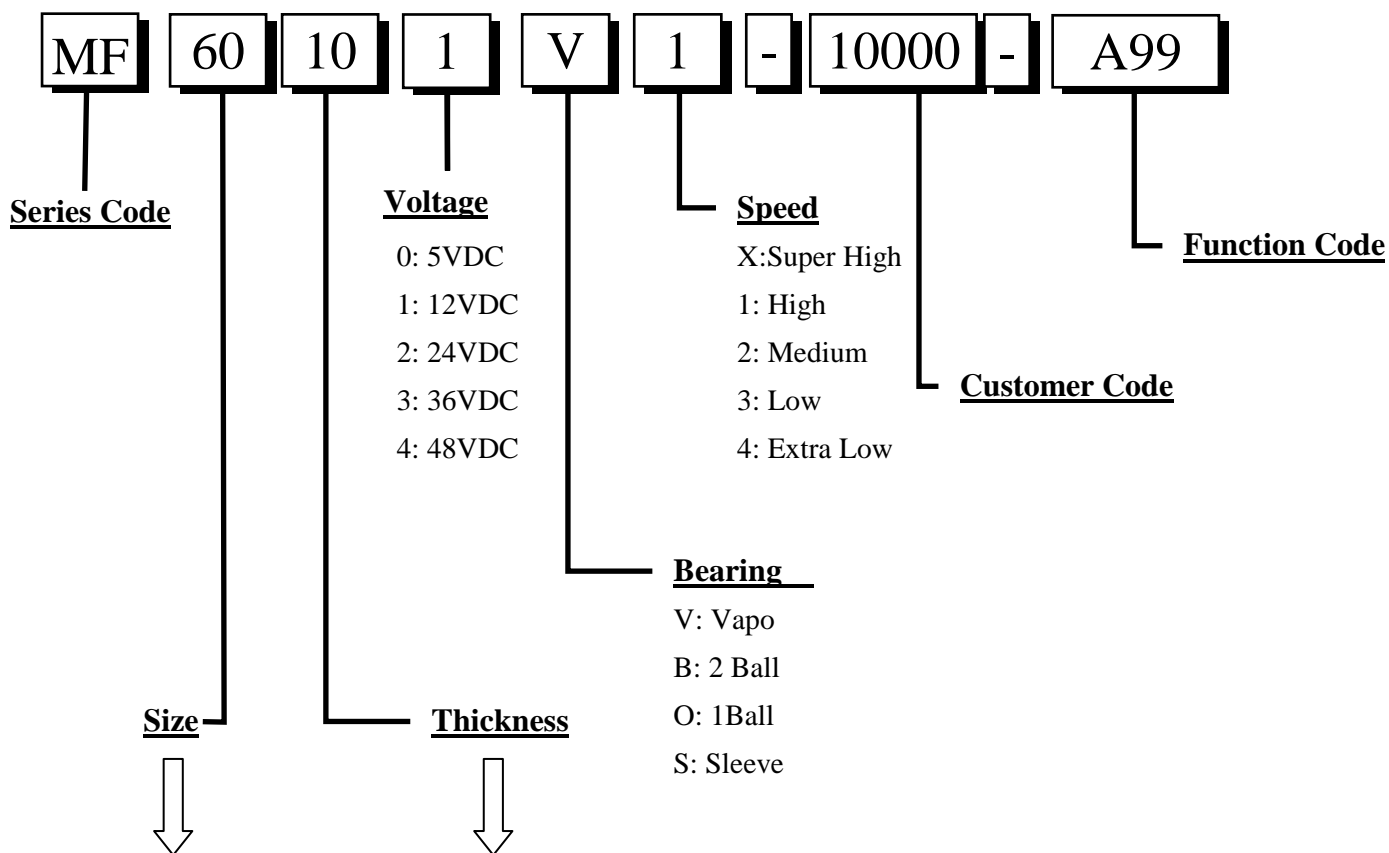 MF 60 10 1 V 1 - 10000 - A99
Series Code
Voltage
0: 5VDC
1: 12VDC
2: 24VDC
3: 36VDC
4: 48VDC
Speed
X:Super High
1: High
2: Medium
3: Low
4: Extra Low
Function Code
Customer Code
Bearing
V: Vapo
B: 2 Ball
O: 1Ball
S: Sleeve
Size
Thickness